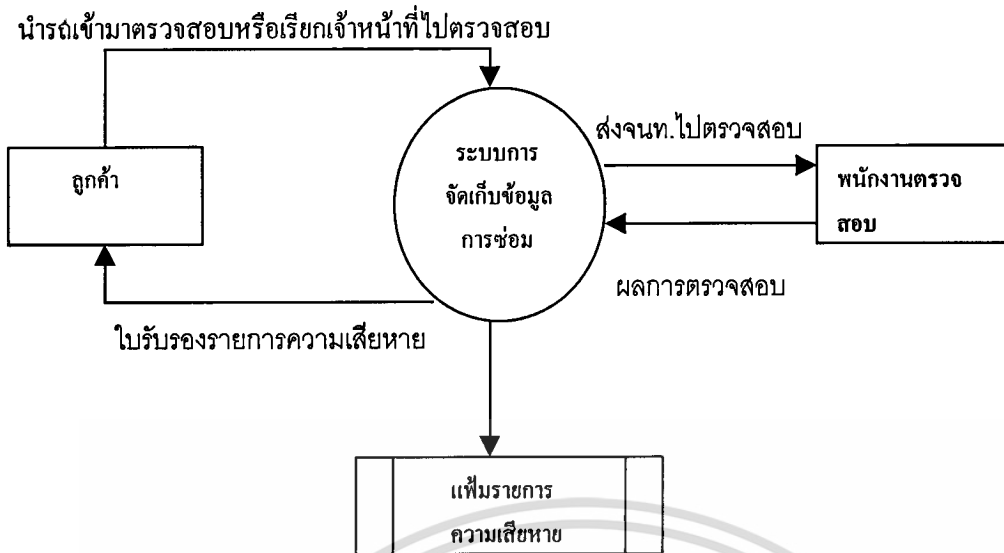 นำรถเข้ามาตรวจสอบหรือเรียกเจ้าหน้าที่ไปตรวจสอบ
ลูกค้า
ระบบการ
จัดเก็บข้อมูล
การซ่อม
ส่งจนท.ไปตรวจสอบ
พนักงานตรวจ
สอบ
ผลการตรวจสอบ
ใบรับรองรายการความเสียหาย
แฟ้มรายการ
ความเสียหาย